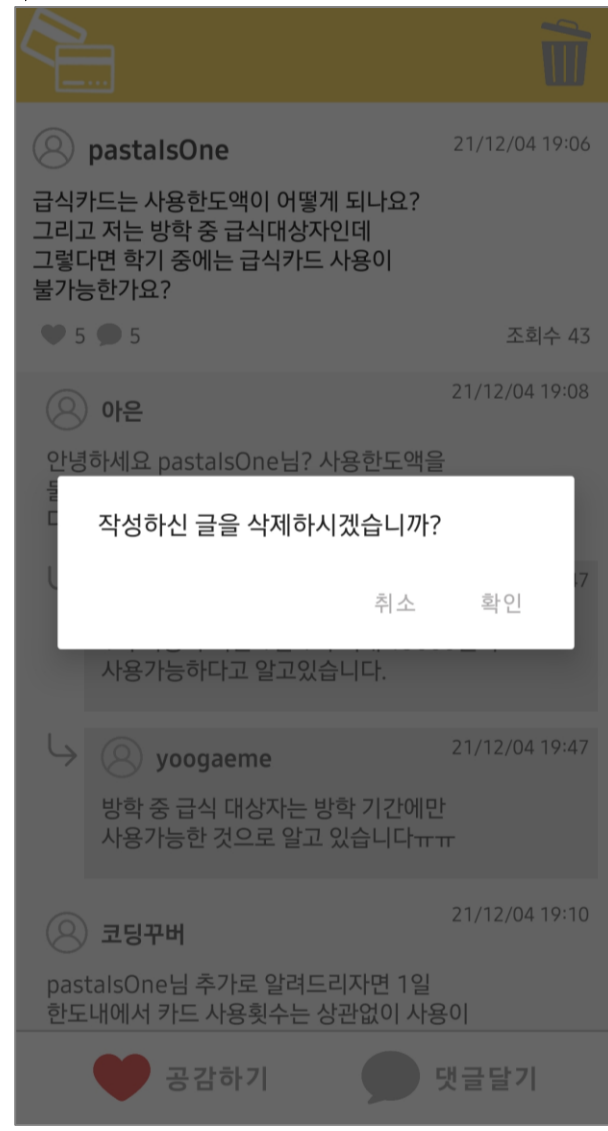 pastaIsOne
21/12/04 19:06
급식카드는 사용한도액이 어떻게 되나요?
그리고 저는 방학 중 급식대상자인데
그렇다면 학기 중에는 급식카드 사용이
불가능한가요?
5 5
조회수 43
아은
21/12/04 19:08
안녕하세요 pastaIsOne님? 사용한도액을
작성하신 글을 삭제하시겠습니까?
취소 확인
사용가능하다고 알고있습니다.
yoogaeme
21/12/04 19:47
방학 중 급식 대상자는 방학 기간에만
사용가능한 것으로 알고 있습니다ㅠㅠ
코딩꾸버
21/12/04 19:10
pastaIsOne님 추가로 알려드리자면 1일
한도내에서 카드 사용횟수는 상관없이 사용이
공감하기 댓글달기